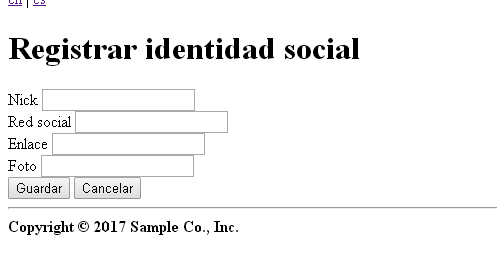 en | es
Registrar identidad social
Nick
Red social
Enlace
Foto
Guardar Cancelar
Copyright © 2017 Sample Co., Inc.